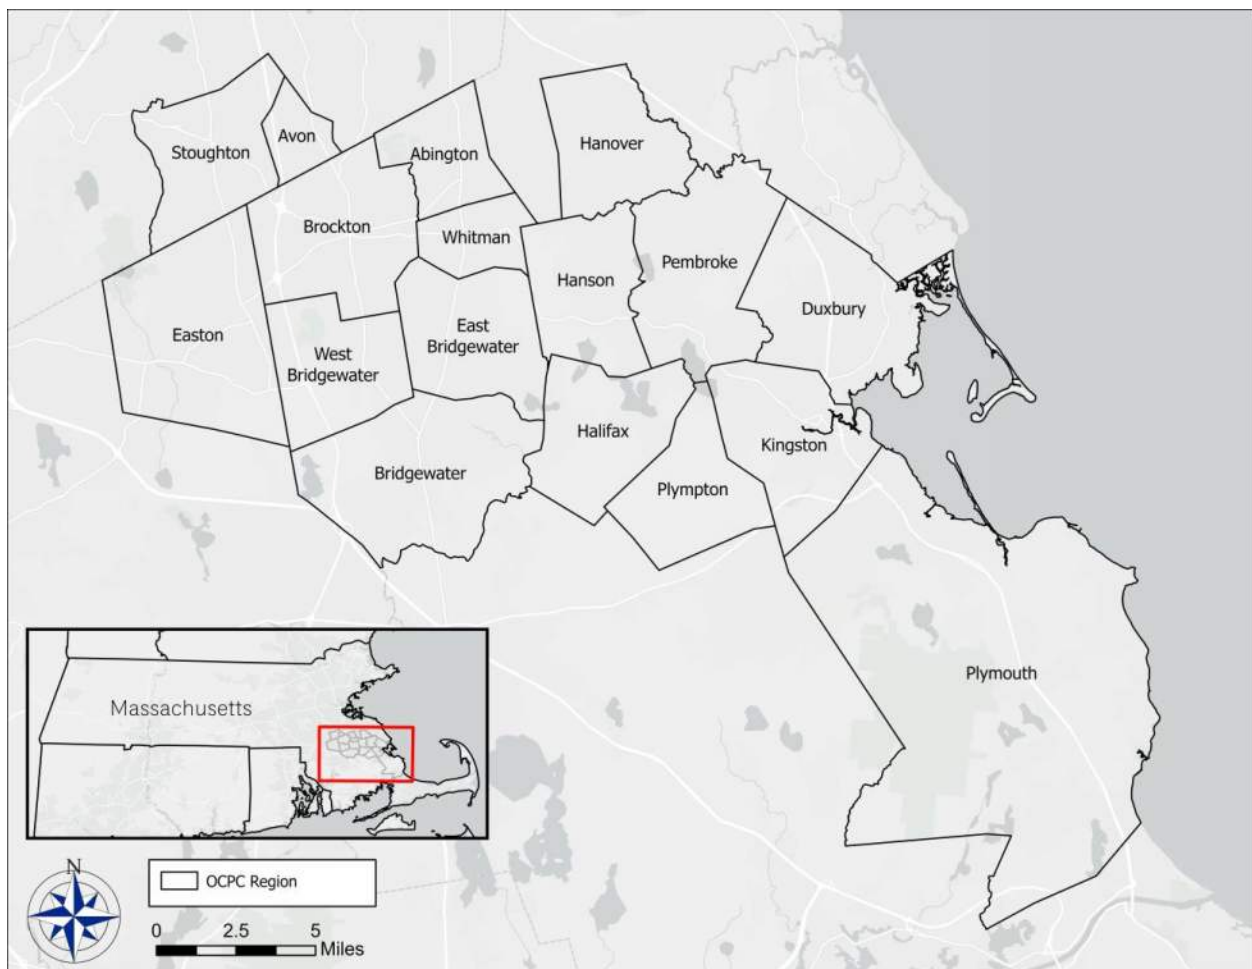 Hanover
Avon
Stoughton
Abington
Brockton
Whitman
Pembroke
Hanson
Duxbury
Easton
East
Bridgewater
West
Bridgewater
Halifax
Kingston
Bridgewater
Plympton
Plymouth
Massachusetts
N
OCPC Region
0 2.5 5
Miles